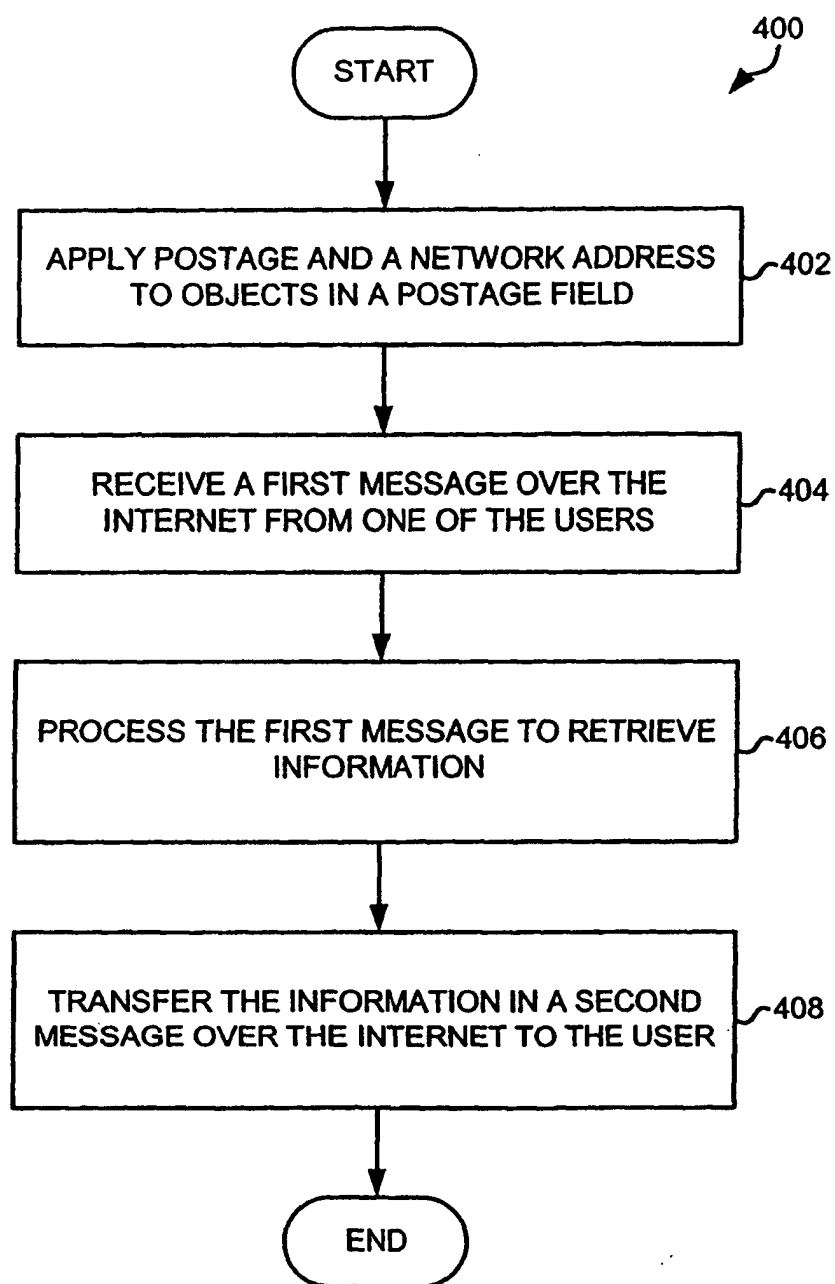 400
START
APPLY POSTAGE AND A NETWORK ADDRESS
TO OBJECTS IN A POSTAGE FIELD
402
RECEIVE A FIRST MESSAGE OVER THE
INTERNET FROM ONE OF THE USERS
404
PROCESS THE FIRST MESSAGE TO RETRIEVE
INFORMATION
406
TRANSFER THE INFORMATION IN A SECOND
MESSAGE OVER THE INTERNET TO THE USER
408
END